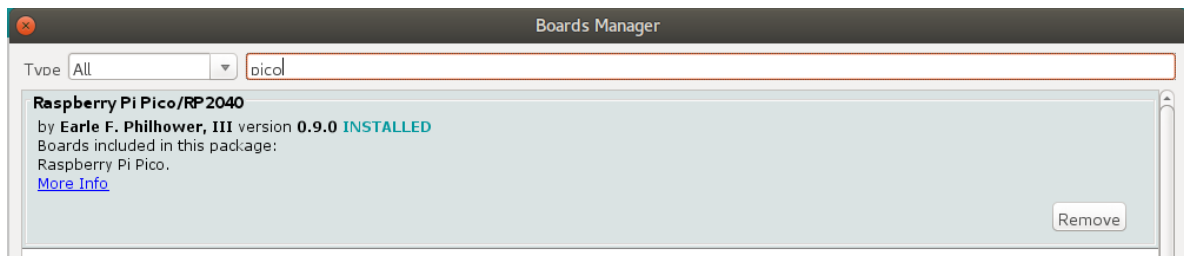 Boards Manager
Type All pico
Raspberry Pi Pico/RP2040
by Earle F. Philhower, III version 0.9.0 INSTALLED
Boards included in this package:
Raspberry Pi Pico.
More Info
Remove